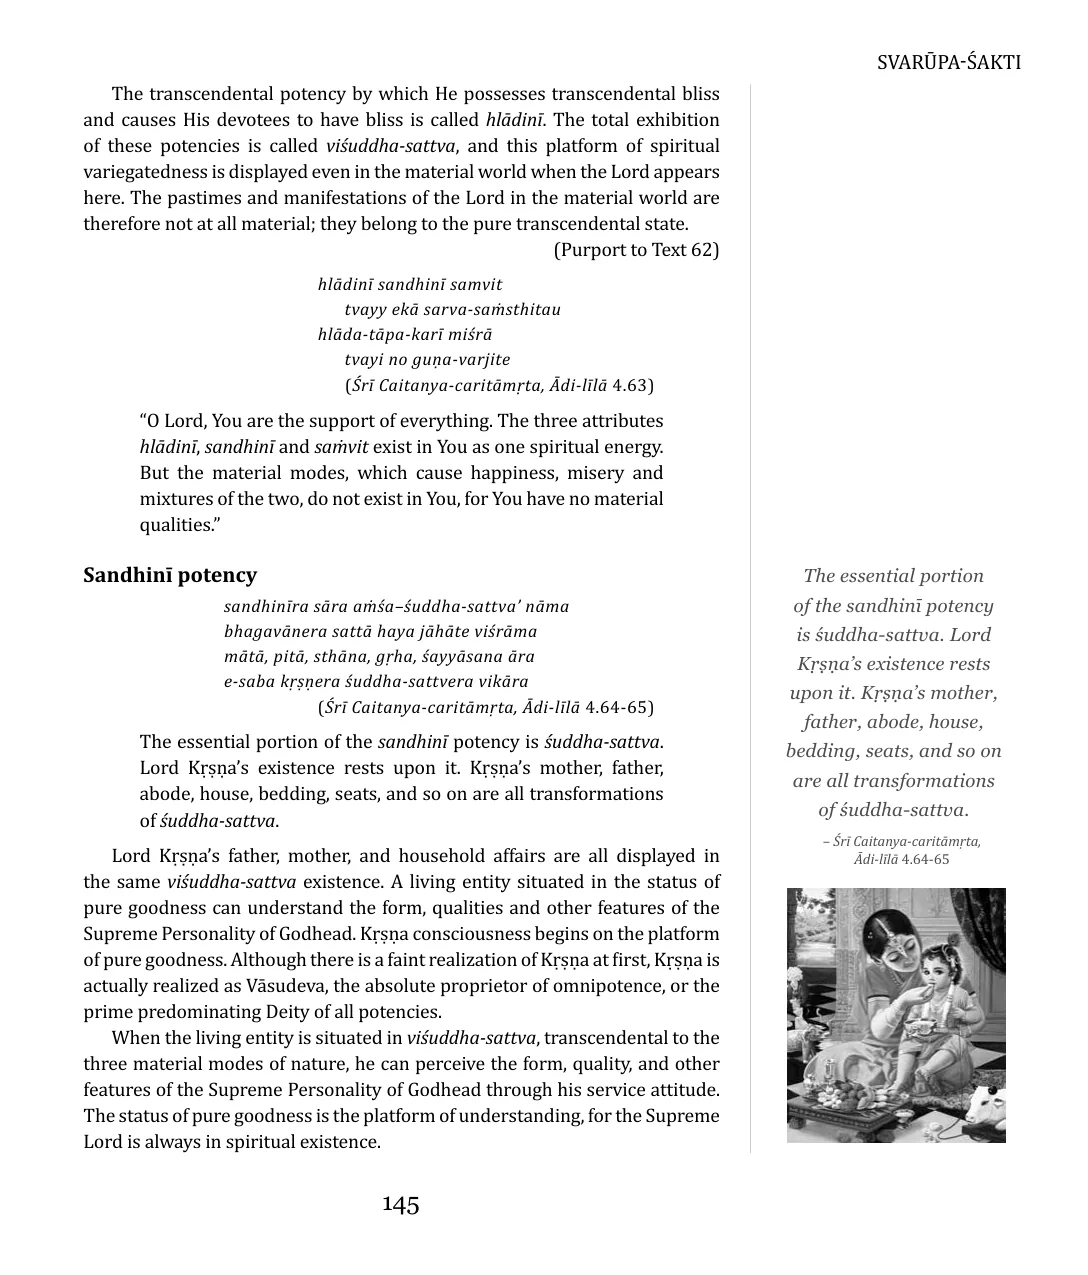 SVARŪPA-ŚAKTI
The transcendental potency by which He possesses transcendental bliss
and causes His devotees to have bliss is called hlādinī. The total exhibition
of these potencies is called viśuddha-sattva, and this platform of spiritual
variegatedness is displayed even in the material world when the Lord appears
here. The pastimes and manifestations of the Lord in the material world are
therefore not at all material; they belong to the pure transcendental state.
(Purport to Text 62)
hlādinī sandhinī samvit
tvayy ekā sarva-saṁsthitau
hlāda-tāpa-karī miśrā
tvayi no guṇa-varjite
(Śrī Caitanya-caritāmṛta, Ādi-līlā 4.63)
“O Lord, You are the support of everything. The three attributes
hlādinī, sandhinī and saṁvit exist in You as one spiritual energy.
But the material modes, which cause happiness, misery and
mixtures of the two, do not exist in You, for You have no material
qualities.”
Sandhinī potency
sandhinīra sāra aṁśa–śuddha-sattva’ nāma
bhagavānera sattā haya jāhāte viśrāma
mātā, pitā, sthāna, gṛha, śayyāsana āra
e-saba kṛṣṇera śuddha-sattvera vikāra
(Śrī Caitanya-caritāmṛta, Ādi-līlā 4.64-65)
The essential portion of the sandhinī potency is śuddha-sattva.
Lord Kṛṣṇa’s existence rests upon it. Kṛṣṇa’s mother, father,
abode, house, bedding, seats, and so on are all transformations
of śuddha-sattva.
Lord Kṛṣṇa’s father, mother, and household affairs are all displayed in
the same viśuddha-sattva existence. A living entity situated in the status of
pure goodness can understand the form, qualities and other features of the
Supreme Personality of Godhead. Kṛṣṇa consciousness begins on the platform
of pure goodness. Although there is a faint realization of Kṛṣṇa at first, Kṛṣṇa is
actually realized as Vāsudeva, the absolute proprietor of omnipotence, or the
prime predominating Deity of all potencies.
When the living entity is situated in viśuddha-sattva, transcendental to the
three material modes of nature, he can perceive the form, quality, and other
features of the Supreme Personality of Godhead through his service attitude.
The status of pure goodness is the platform of understanding, for the Supreme
Lord is always in spiritual existence.
The essential portion
of the sandhinī potency
is śuddha-sattva. Lord
Kṛṣṇa’s existence rests
upon it. Kṛṣṇa’s mother,
father, abode, house,
bedding, seats, and so on
are all transformations
of śuddha-sattva.
– Śrī Caitanya-caritāmṛta,
Ādi-līlā 4.64-65
145